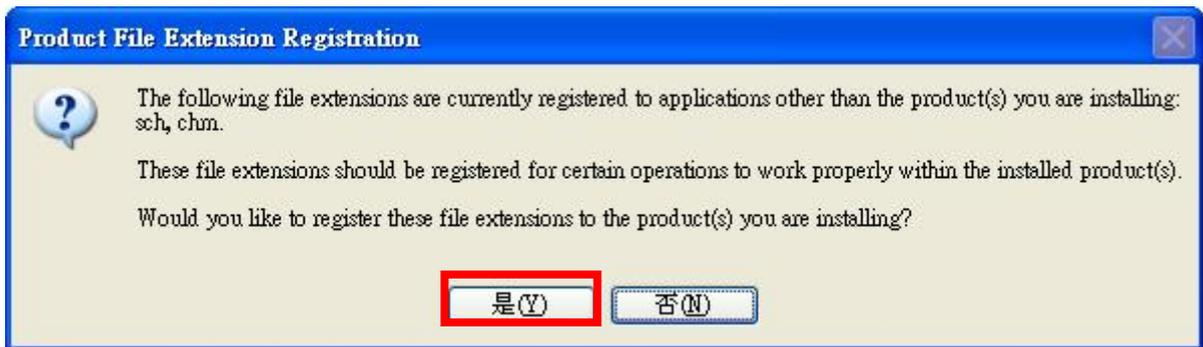 Product File Extension Registration
The following file extensions are currently registered to applications other than the product(s) you are installing:
sch, chm.
These file extensions should be registered for certain operations to work properly within the installed product(s).
Would you like to register these file extensions to the product(s) you are installing?
是(Y) 否(N)